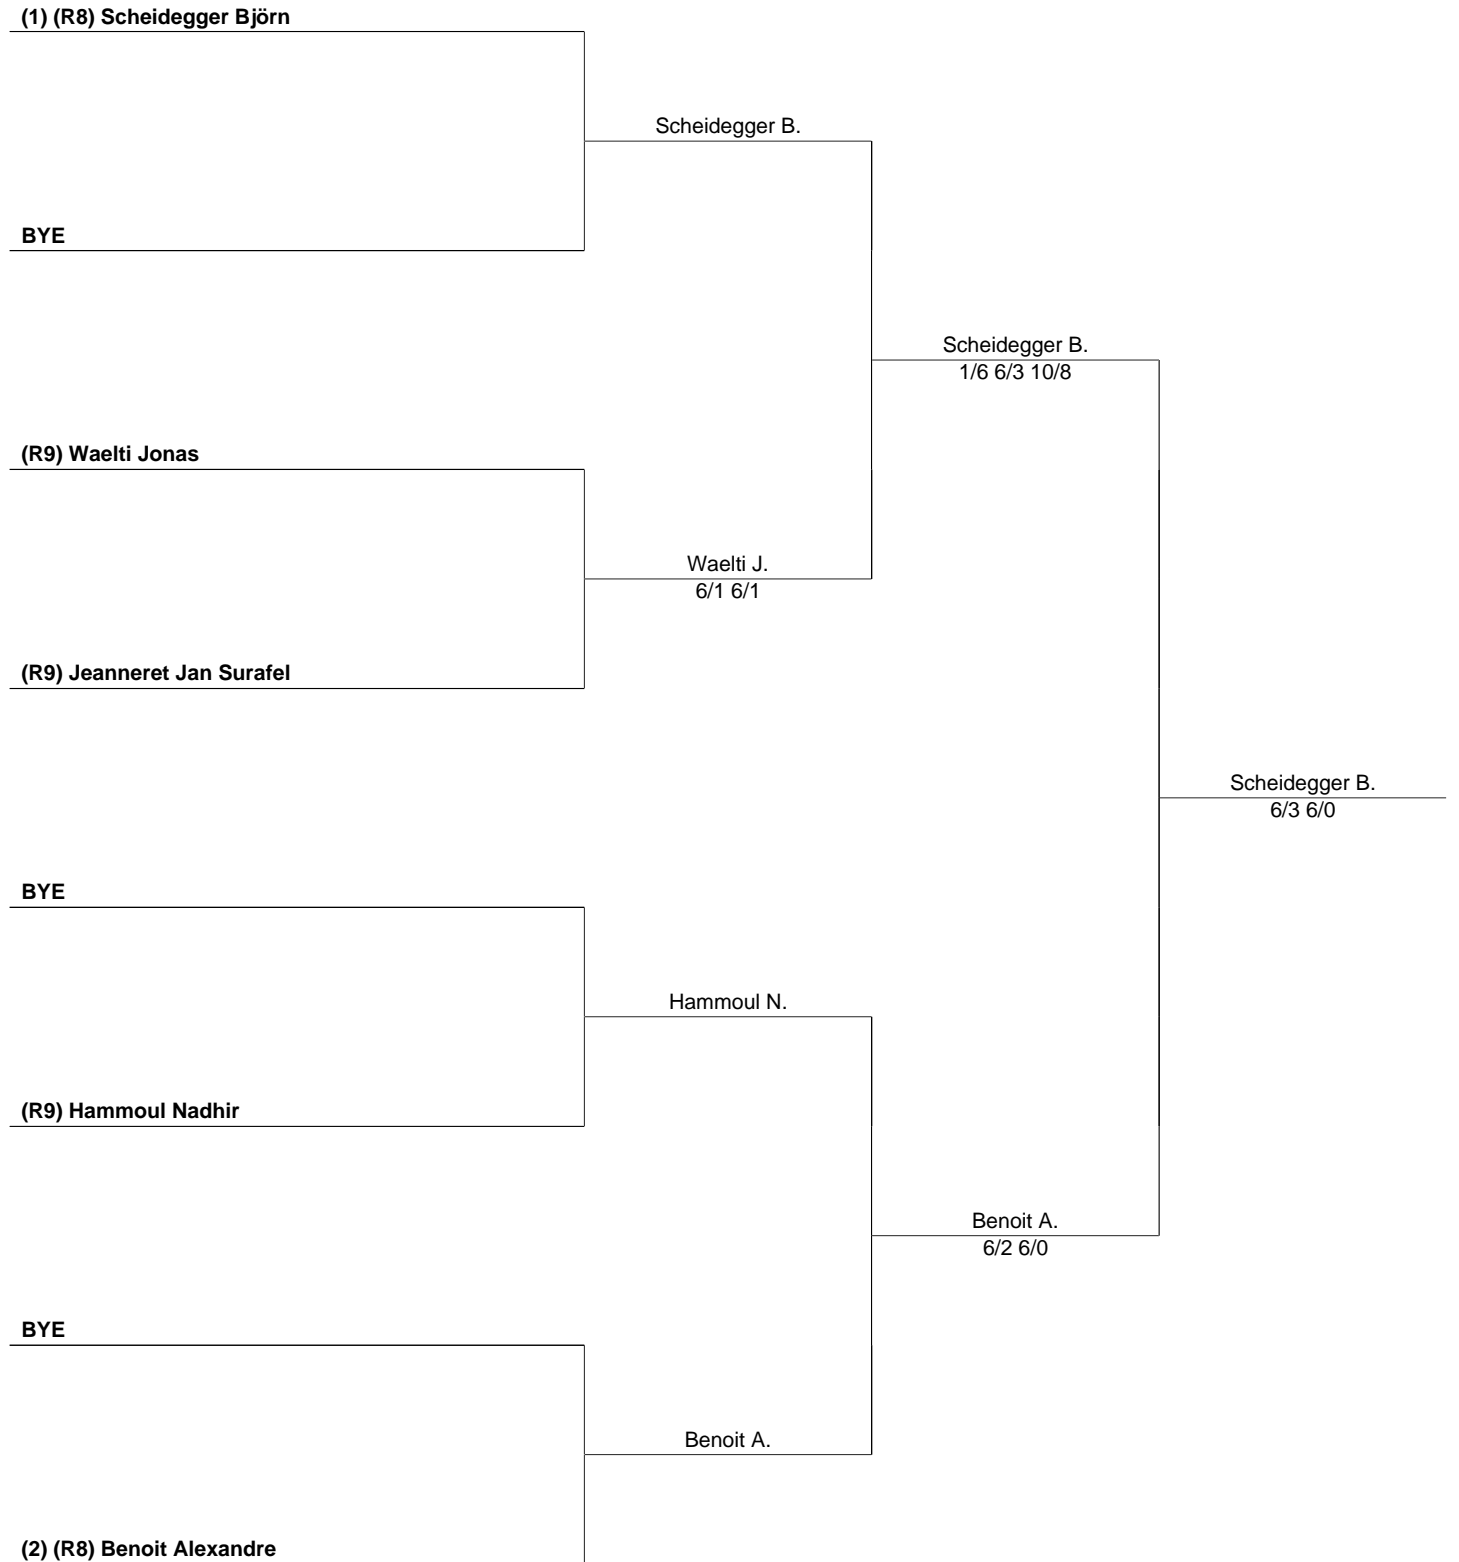 (1) (R8) Scheidegger Björn
Scheidegger B.
BYE
Scheidegger B.
1/6 6/3 10/8
(R9) Waelti Jonas
Waelti J.
6/1 6/1
(R9) Jeanneret Jan Surafel
Scheidegger B.
6/3 6/0
BYE
Hammoul N.
(R9) Hammoul Nadhir
Benoit A.
6/2 6/0
BYE
Benoit A.
(2) (R8) Benoit Alexandre